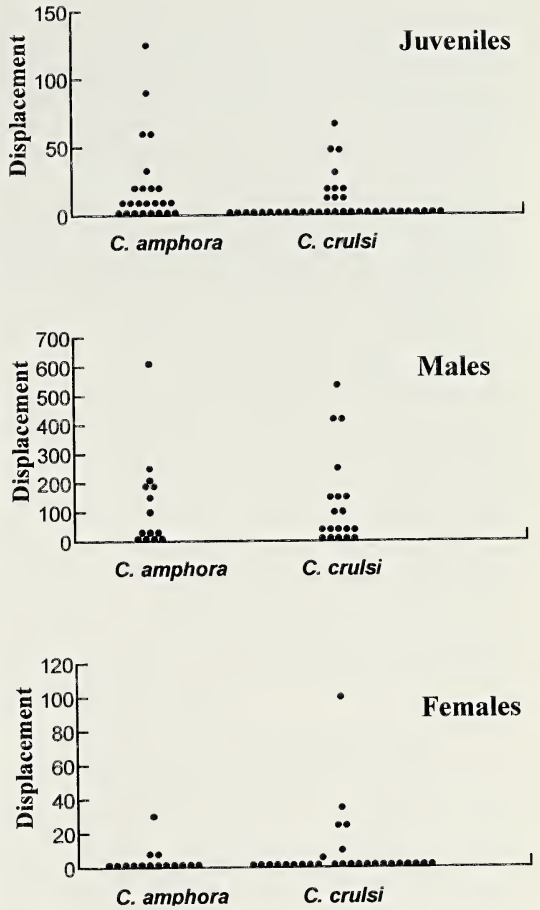 Juveniles
Displacement
150
100
50
0
C. amphora C. crulsi
Males
Displacement
700
600
500
400
300
200
100
0
C. amphora C. crulsi
Females
Displacement
120
100
80
60
40
20
0
C. amphora C. crulsi